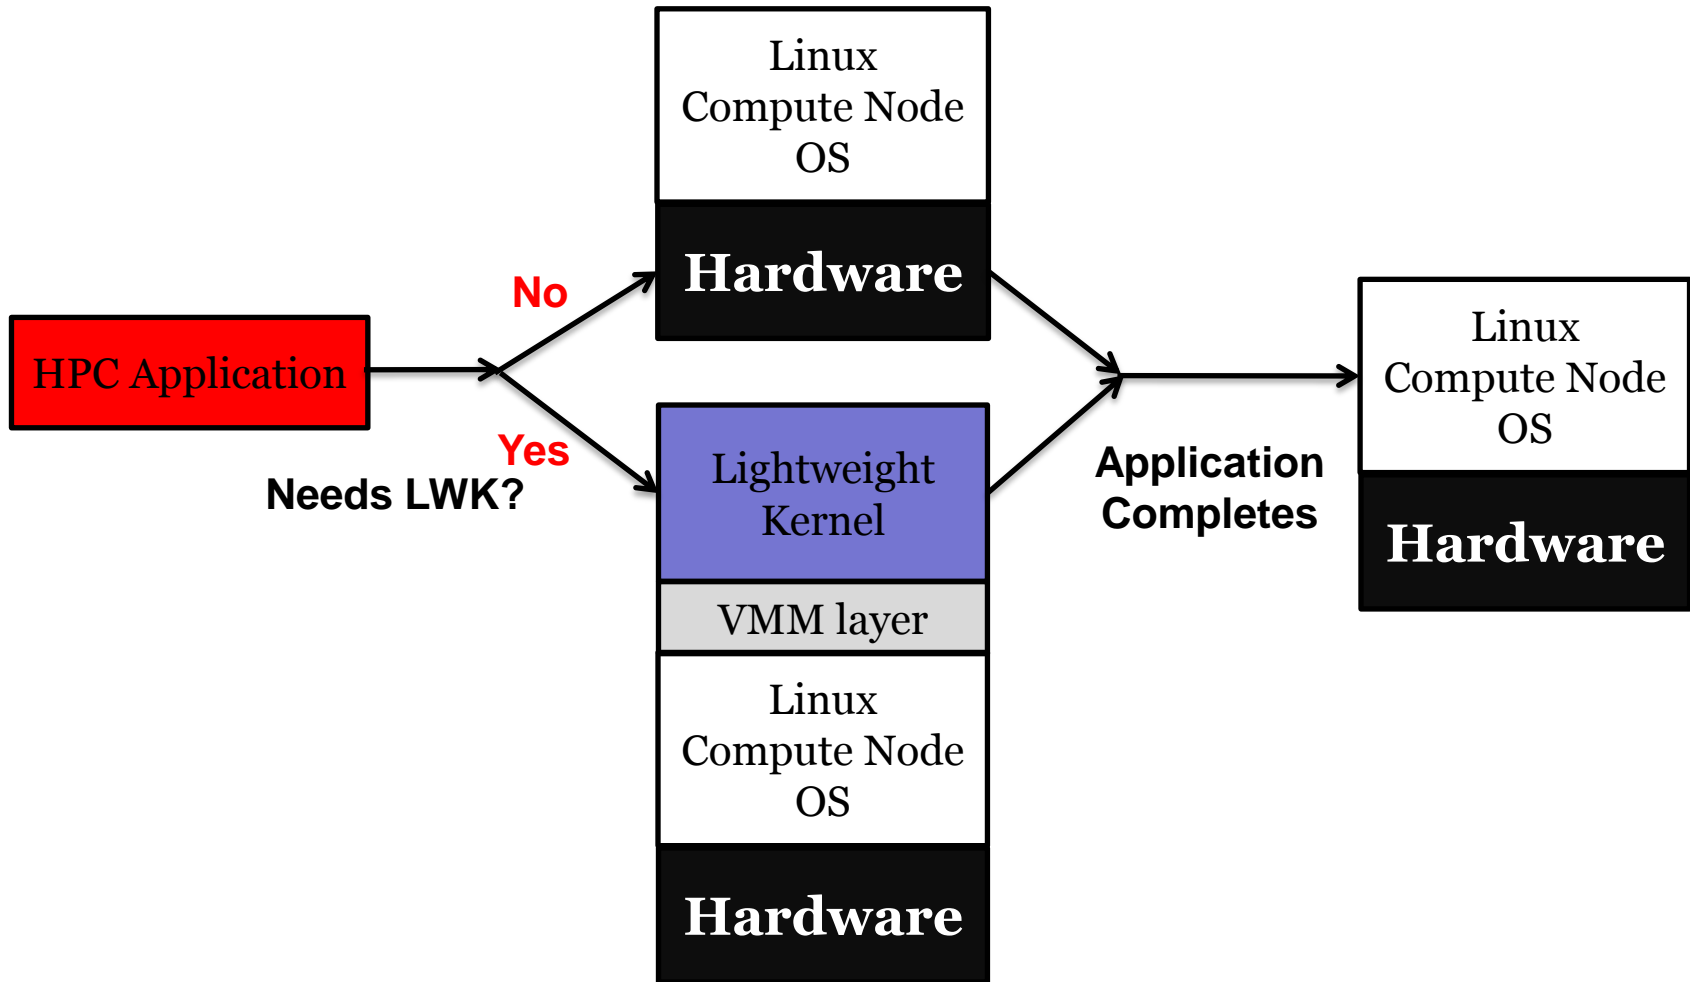 HPC Application
Needs LWK?
No
Yes
Linux
Compute Node
OS
Hardware
Lightweight
Kernel
VMM layer
Linux
Compute Node
OS
Hardware
Application
Completes
Linux
Compute Node
OS
Hardware